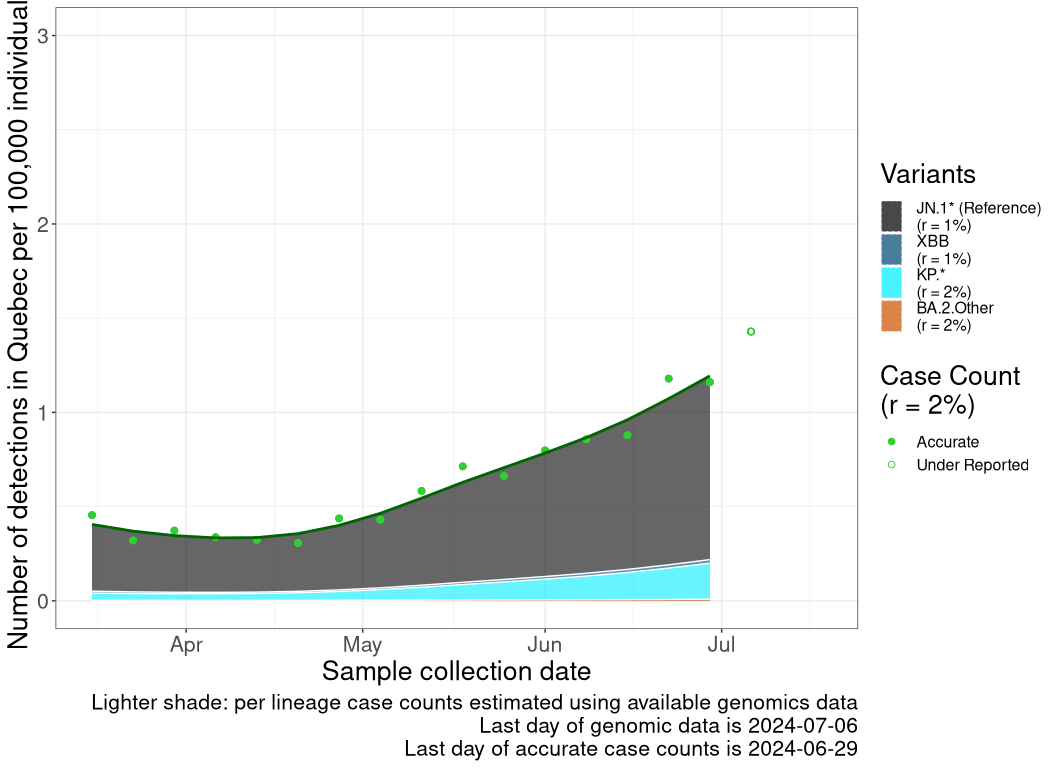 Number of detections in Quebec per 100,000 individual
3
2
1
0
Apr
May
Jun
Jul
Sample collection date
Lighter shade: per lineage case counts estimated using available genomics data
Last day of genomic data is 2024-07-06
Last day of accurate case counts is 2024-06-29
Variants
JN.1* (Reference)
(r = 1%)
XBB
(r = 1%)
KP.*
(r = 2%)
BA.2.Other
(r = 2%)
Case Count
(r = 2%)
Accurate
Under Reported